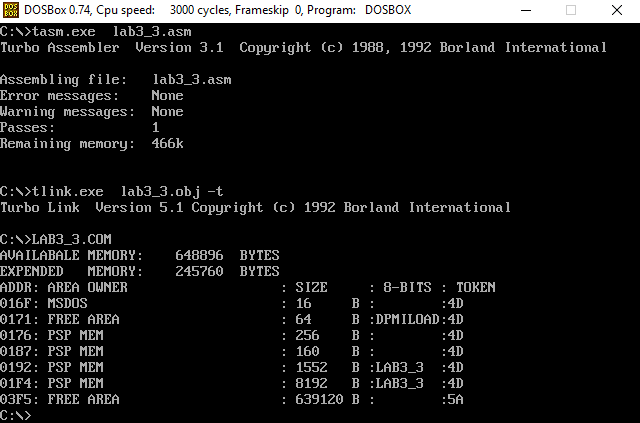 DOSBox 0.74, Cpu speed:    3000 cycles, Frameskip  0, Program:   DOSBOX
C:\>tasm.exe  lab3_3.asm
Turbo Assembler  Version 3.1  Copyright (c) 1988, 1992 Borland International
Assembling file:   lab3_3.asm
Error messages:    None
Warning messages:  None
Passes:            1
Remaining memory:  466k
C:\>tlink.exe  lab3_3.obj -t
Turbo Link  Version 5.1 Copyright (c) 1992 Borland International
C:\>LAB3_3.COM
AVAILABALE MEMORY:    648896  BYTES
EXPENDED   MEMORY:    245760  BYTES
ADDR: AREA OWNER                   : SIZE     : 8-BITS : TOKEN
016F: MSDOS                        : 16     B :        :4D
0171: FREE AREA                    : 64     B :DPMILOAD:4D
0176: PSP MEM                      : 256    B :        :4D
0187: PSP MEM                      : 160    B :        :4D
0192: PSP MEM                      : 1552   B :LAB3_3  :4D
01F4: PSP MEM                      : 8192   B :LAB3_3  :4D
03F5: FREE AREA                    : 639120 B :        :5A
C:\>